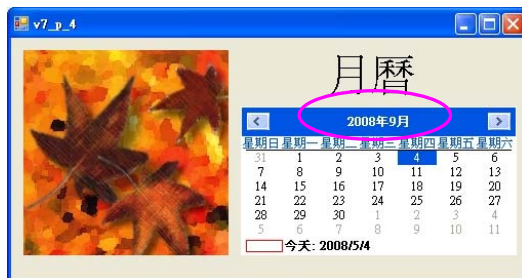 v7_p_4
月曆
2008年9月
星期日 星期一 星期二 星期三 星期四 星期五 星期六
31 1 2 3 4 5 6
7 8 9 10 11 12 13
14 15 16 17 18 19 20
21 22 23 24 25 26 27
28 29 30 1 2 3 4
5 6 7 8 9 10 11
今天: 2008/5/4